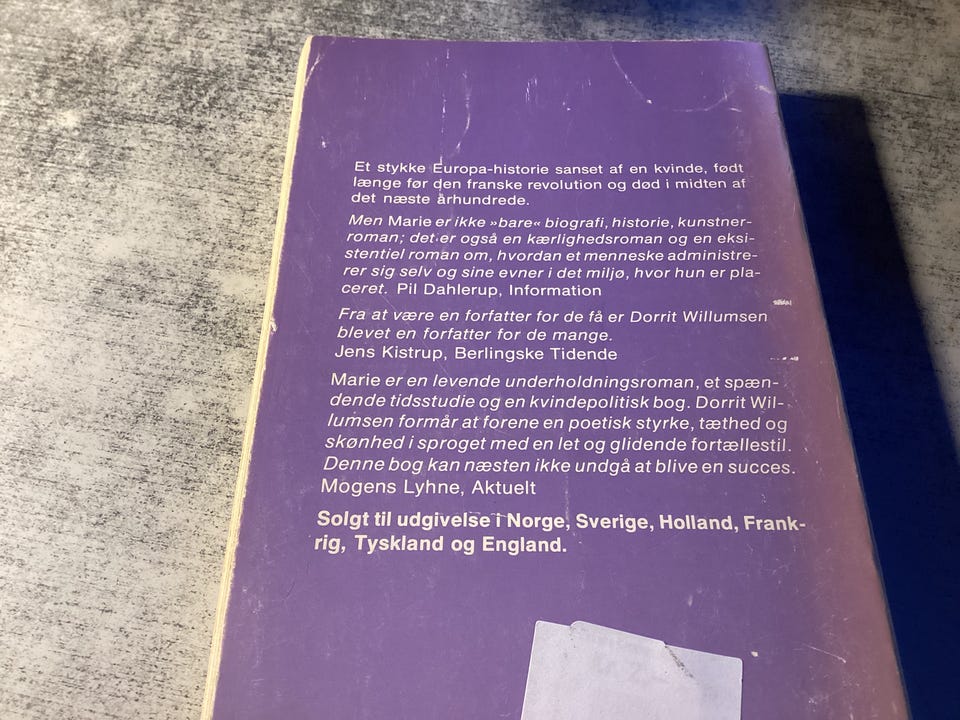 Et stykke Europa-historie sanset af en kvinde, født
længe før den franske revolution og død i midten af
det næste århundrede.
Men Marie er ikke »bare« biografi, historie, kunstner-
roman; det er også en kærlighedsroman og en eksi-
stentiel roman om, hvordan et menneske administre-
rer sig selv og sine evner i det miljø, hvor hun er pla-
ceret. Pil Dahlerup, Information
Fra at være en forfatter for de få er Dorrit Willumsen
blevet en forfatter for de mange.
Jens Kistrup, Berlingske Tidende
Marie er en levende underholdningsroman, et spæn-
dende tidsstudie og en kvindepolitisk bog. Dorrit Wil-
lumsen formår at forene en poetisk styrke, tæthed og
skønhed i sproget med en let og glidende fortællestil.
Denne bog kan næsten ikke undgå at blive en succes.
Mogens Lyhne, Aktuelt
Solgt til udgivelse i Norge, Sverige, Holland, Frank-
rig, Tyskland og England.